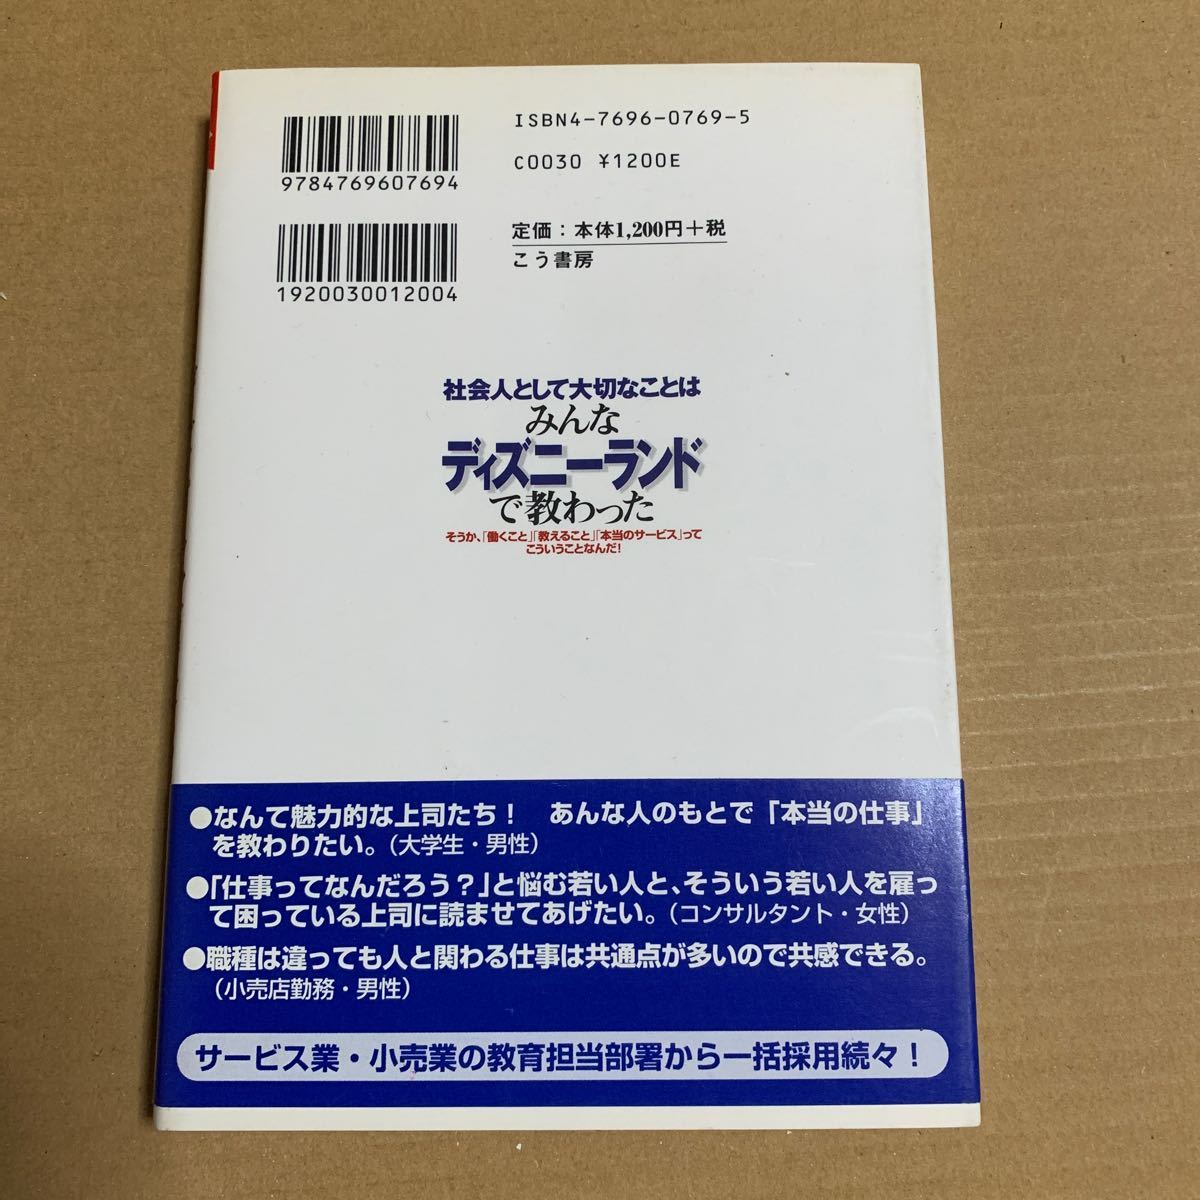 ISBN4-7696-0769-5
9784769607694
C0030 ¥1200E
1920030012004
定価：本体1,200円＋税
こう書房
社会人として大切なことは
みんな
ディズニーランド
で教わった
そうか、「働くこと」「教えること」「本当のサービス」って
こういうことなんだ！
●なんて魅力的な上司たち！　あんな人のもとで「本当の仕事」
を教わりたい。（大学生・男性）
●「仕事ってなんだろう？」と悩む若い人と、そういう若い人を雇っ
て困っている上司に読ませてあげたい。（コンサルタント・女性）
●職種は違っても人と関わる仕事は共通点が多いので共感できる。
（小売店勤務・男性）
サービス業・小売業の教育担当部署から一括採用続々！